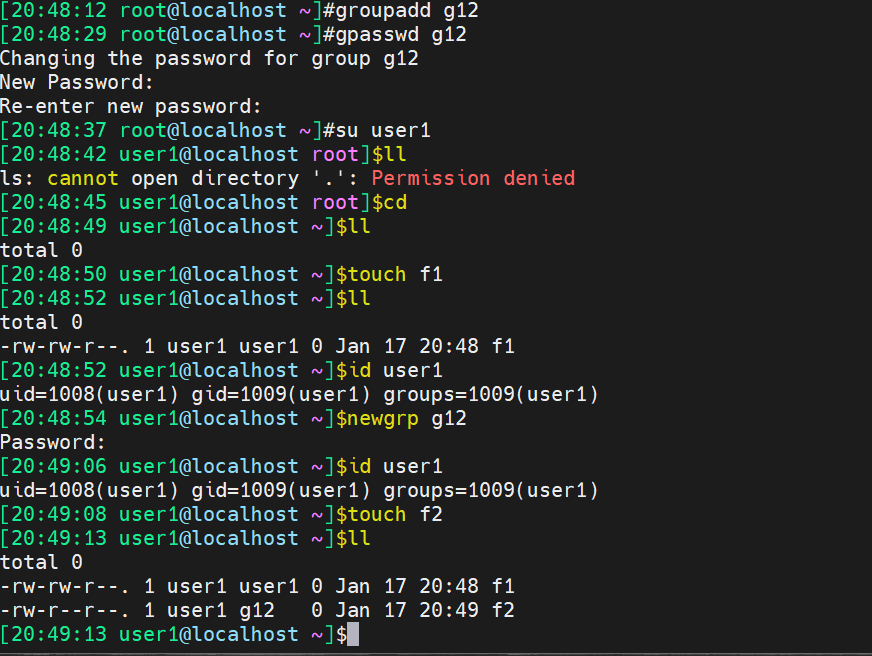 [20:48:12 root@localhost ~]#groupadd g12
[20:48:29 root@localhost ~]#gpasswd g12
Changing the password for group g12
New Password:
Re-enter new password:
[20:48:37 root@localhost ~]#su user1
[20:48:42 user1@localhost root]$ll
ls: cannot open directory '.': Permission denied
[20:48:45 user1@localhost root]$cd
[20:48:49 user1@localhost ~]$ll
total 0
[20:48:50 user1@localhost ~]$touch f1
[20:48:52 user1@localhost ~]$ll
total 0
-rw-rw-r--. 1 user1 user1 0 Jan 17 20:48 f1
[20:48:52 user1@localhost ~]$id user1
uid=1008(user1) gid=1009(user1) groups=1009(user1)
[20:48:54 user1@localhost ~]$newgrp g12
Password:
[20:49:06 user1@localhost ~]$id user1
uid=1008(user1) gid=1009(user1) groups=1009(user1)
[20:49:08 user1@localhost ~]$touch f2
[20:49:13 user1@localhost ~]$ll
total 0
-rw-rw-r--. 1 user1 user1 0 Jan 17 20:48 f1
-rw-r--r--. 1 user1 g12   0 Jan 17 20:49 f2
[20:49:13 user1@localhost ~]$